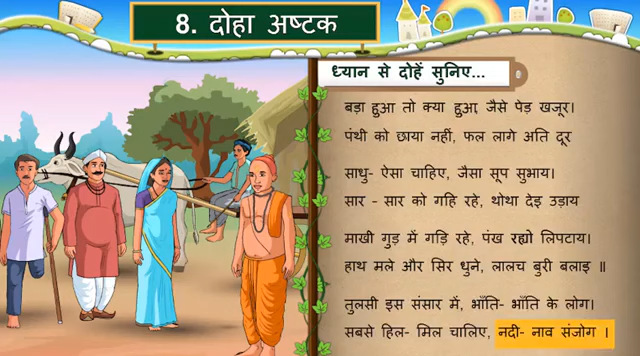 8. दोहा अष्टक
ध्यान से दोहें सुनिए...
बड़ा हुआ तो क्या हुआ, जैसे पेड़ खजूर।
पंथी को छाया नहीं, फल लागे अति दूर
साधु- ऐसा चाहिए, जैसा सूप सुभाय।
सार - सार को गहि रहे, थोथा देइ उड़ाय
माखी गुड़ में गड़ि रहे, पंख रह्यो लिपटाय।
हाथ मले और सिर धुने, लालच बुरी बलाइ ॥
तुलसी इस संसार में, भाँति- भाँति के लोग।
सबसे हिल- मिल चालिए, नदी- नाव संजोग ।